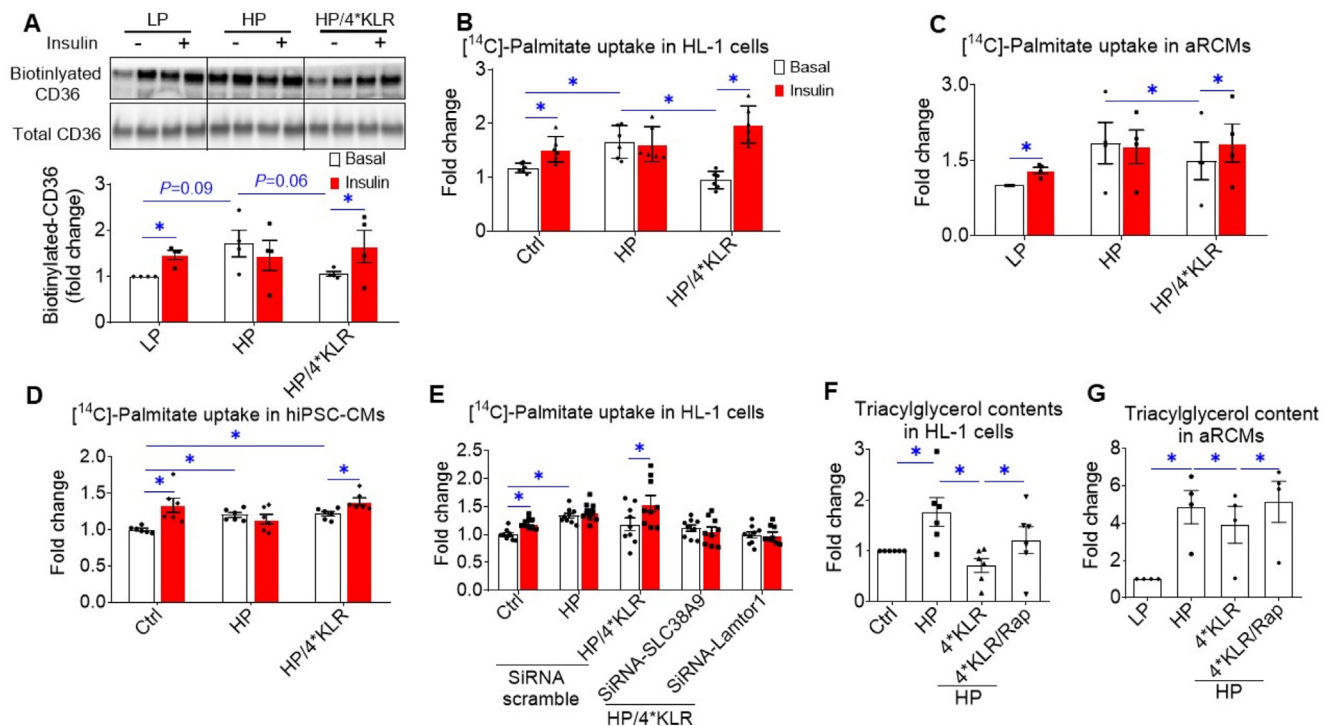 A
LP HP HP/4*KLR
Insulin - + - + - +
Biotinlyated
CD36
Total CD36
Basal
Insulin
P=0.09 P=0.06
* *
Biotinylated-CD36
(fold change)
3
2
1
0
LP HP HP/4*KLR
B
[14C]-Palmitate uptake in HL-1 cells
Basal
Insulin
* * * *
Fold change
2
1
0
Ctrl HP HP/4*KLR
C
[14C]-Palmitate uptake in aRCMs
* * *
Fold change
3.0
1.5
0.0
LP HP HP/4*KLR
D
[14C]-Palmitate uptake in hiPSC-CMs
* * * *
Fold change
2.0
1.5
1.0
0.5
0.0
Ctrl HP HP/4*KLR
E
[14C]-Palmitate uptake in HL-1 cells
* * *
Fold change
2.5
2.0
1.5
1.0
0.5
0.0
Ctrl HP HP/4*KLR SiRNA-SLC38A9 SiRNA-Lamtor1
SiRNA
scramble
HP/4*KLR
F
Triacylglycerol contents
in HL-1 cells
* * *
Fold change
3
2
1
0
Ctrl HP 4*KLR 4*KLR/Rap
HP
G
Triacylglycerol content
in aRCMs
* * *
Fold change
8
6
4
2
0
LP HP 4*KLR 4*KLR/Rap
HP